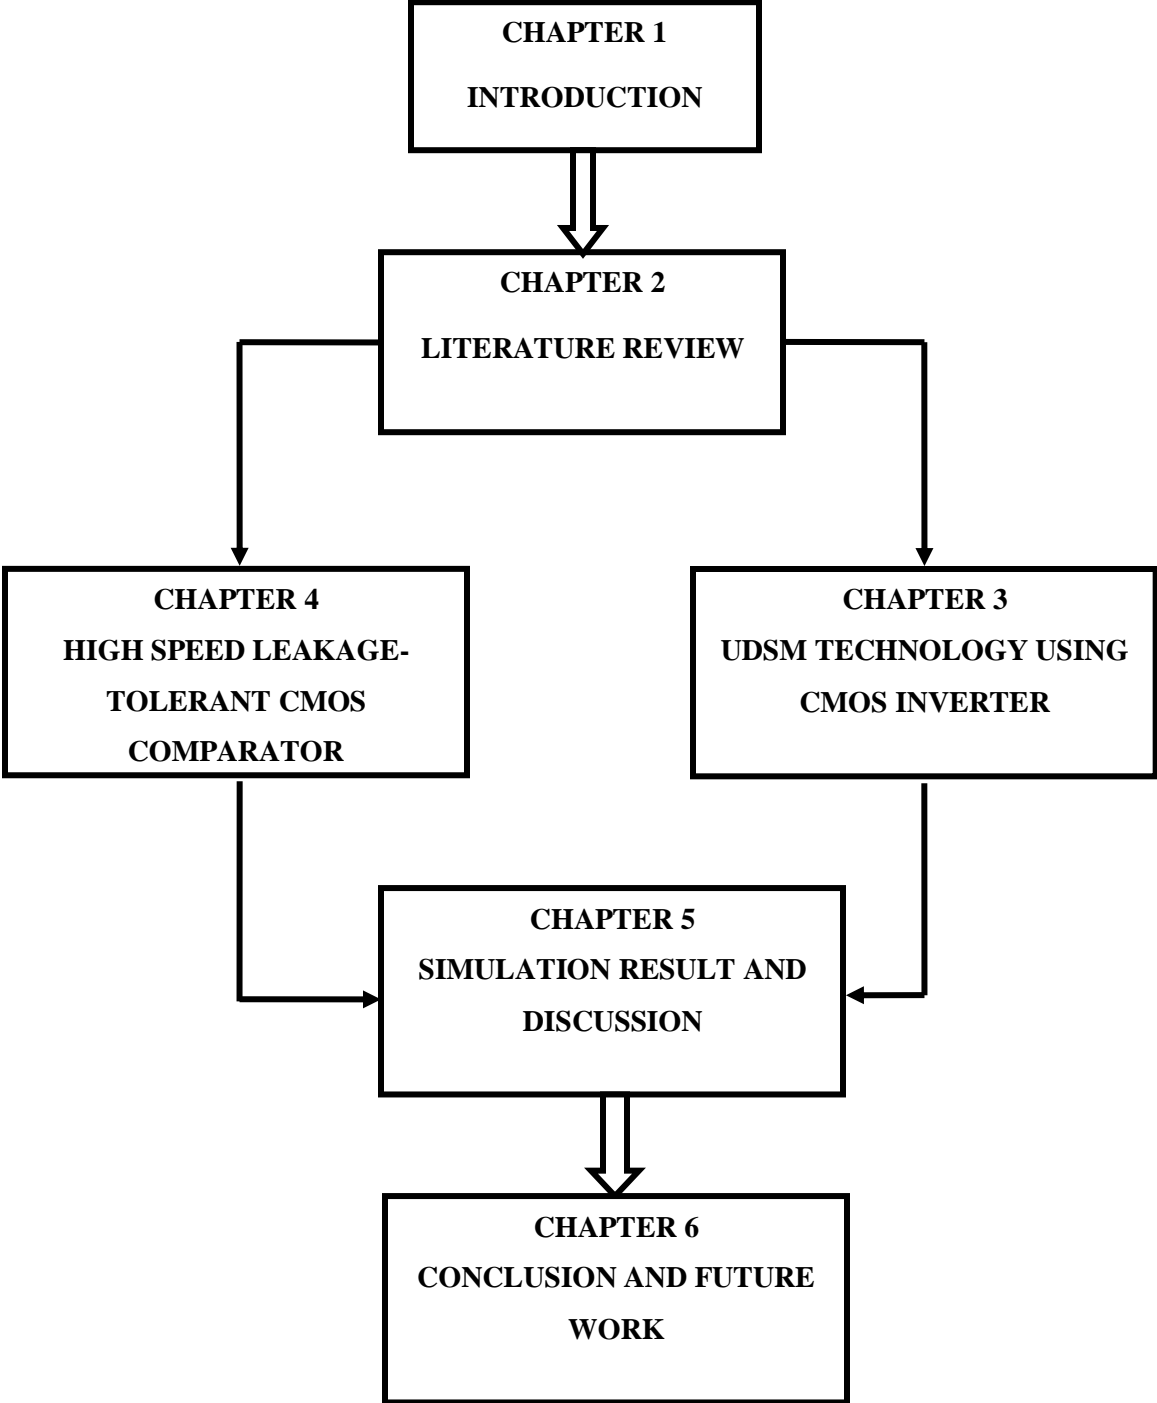 CHAPTER 1
INTRODUCTION
CHAPTER 2
LITERATURE REVIEW
CHAPTER 4
HIGH SPEED LEAKAGE-
TOLERANT CMOS
COMPARATOR
CHAPTER 3
UDSM TECHNOLOGY USING
CMOS INVERTER
CHAPTER 5
SIMULATION RESULT AND
DISCUSSION
CHAPTER 6
CONCLUSION AND FUTURE
WORK